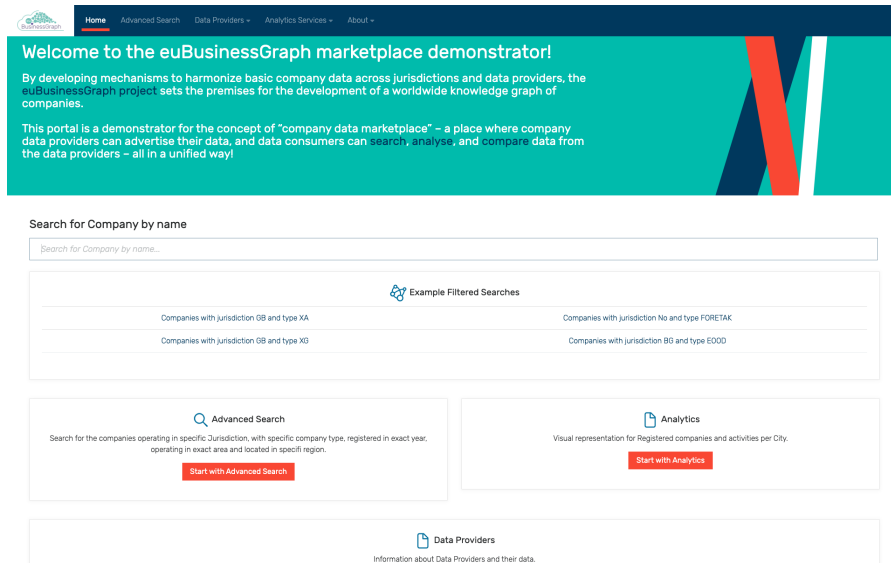 BusinessGraph
Home Advanced Search Data Providers Analytics Services About
Welcome to the euBusinessGraph marketplace demonstrator!
By developing mechanisms to harmonize basic company data across jurisdictions and data providers, the
euBusinessGraph project sets the premises for the development of a worldwide knowledge graph of
companies.
This portal is a demonstrator for the concept of "company data marketplace" – a place where company
data providers can advertise their data, and data consumers can search, analyse, and compare data from
the data providers – all in a unified way!
Search for Company by name
Search for Company by name...
Example Filtered Searches
Companies with jurisdiction GB and type XA
Companies with jurisdiction No and type FORETAK
Companies with jurisdiction GB and type XG
Companies with jurisdiction BG and type EOOD
Advanced Search
Search for the companies operating in specific Jurisdiction, with specific company type, registered in exact year,
operating in exact area and located in specifi region.
Start with Advanced Search
Analytics
Visual representation for Registered companies and activities per City.
Start with Analytics
Data Providers
Information about Data Providers and their data.